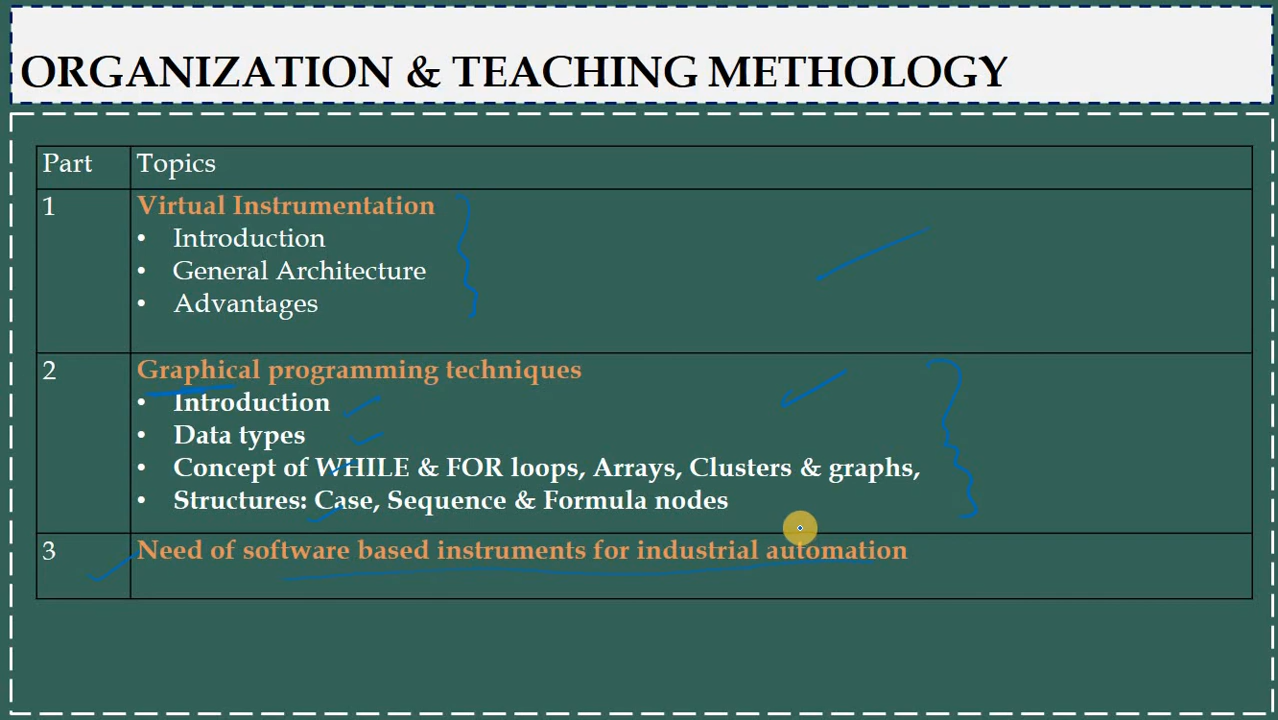 ORGANIZATION & TEACHING METHOLOGY
Part Topics
1 Virtual Instrumentation
• Introduction
• General Architecture
• Advantages
2 Graphical programming techniques
• Introduction
• Data types
• Concept of WHILE & FOR loops, Arrays, Clusters & graphs,
• Structures: Case, Sequence & Formula nodes
3 Need of software based instruments for industrial automation